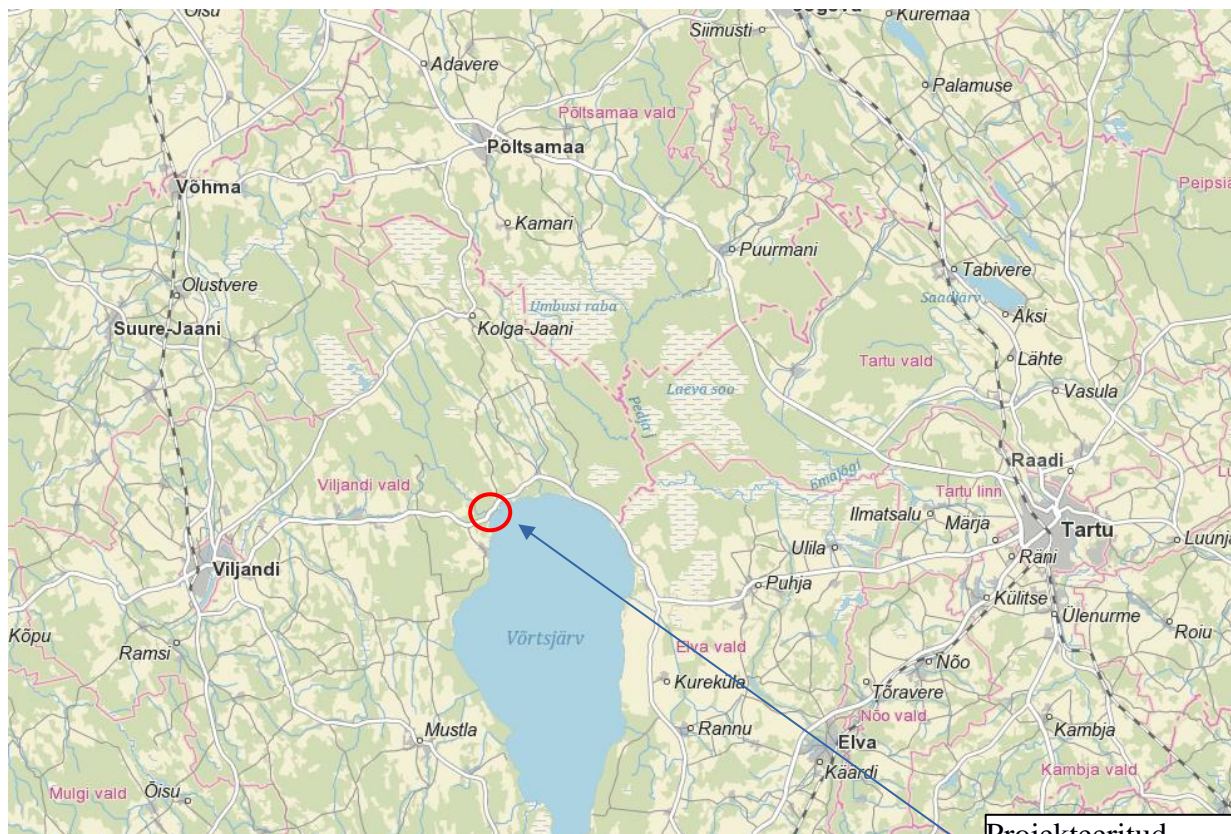 Õisu
Kuremaa
Siimusti
Adavere
Palamuse
Põltsamaa vald
Põltsamaa
Võhma
Kamari
Puurmani
Tabivere
Olustvere
Saadjärv
Umbusi raba
Äksi
Suure-Jaani
Kolga-Jaani
Lähte
Tartu vald
Laeva soo
Vasula
Pedja j
Raadi
Emajõgi
Viljandi vald
Tartu linn
Ilmatsalu
Märja
Tartu
Ulila
Räni
Viljandi
Puhja
Külitse
Ülenurme
Roiu
Kõpu
Võrtsjärv
Ramsi
Elva vald
Nõo
Kurekula
Tõravere
Nõo vald
Rannu
Kambja
Mustla
Elva
Käärdi
Kambja vald
Mulgi vald
Õisu
Projekteeritud